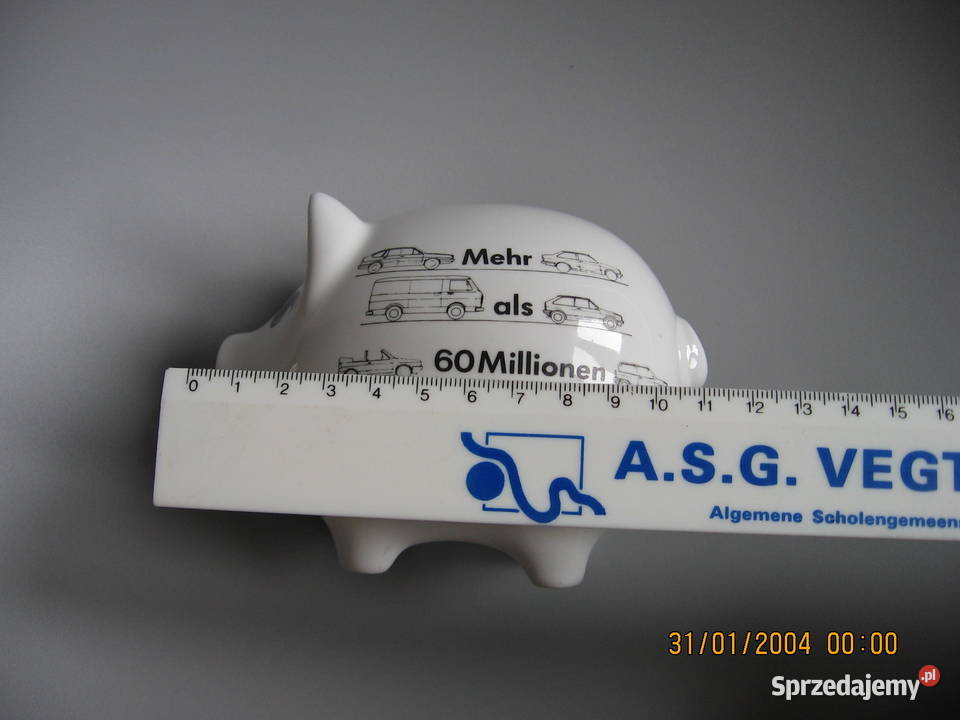 Mehr
als
60 Millionen
0 1 2 3 4 5 6 7 8 9 10 11 12 13 14 15 16
A.S.G. VEGT
Algemene Scholengemeens
31/01/2004 00:00
Sprzedajemy.pl